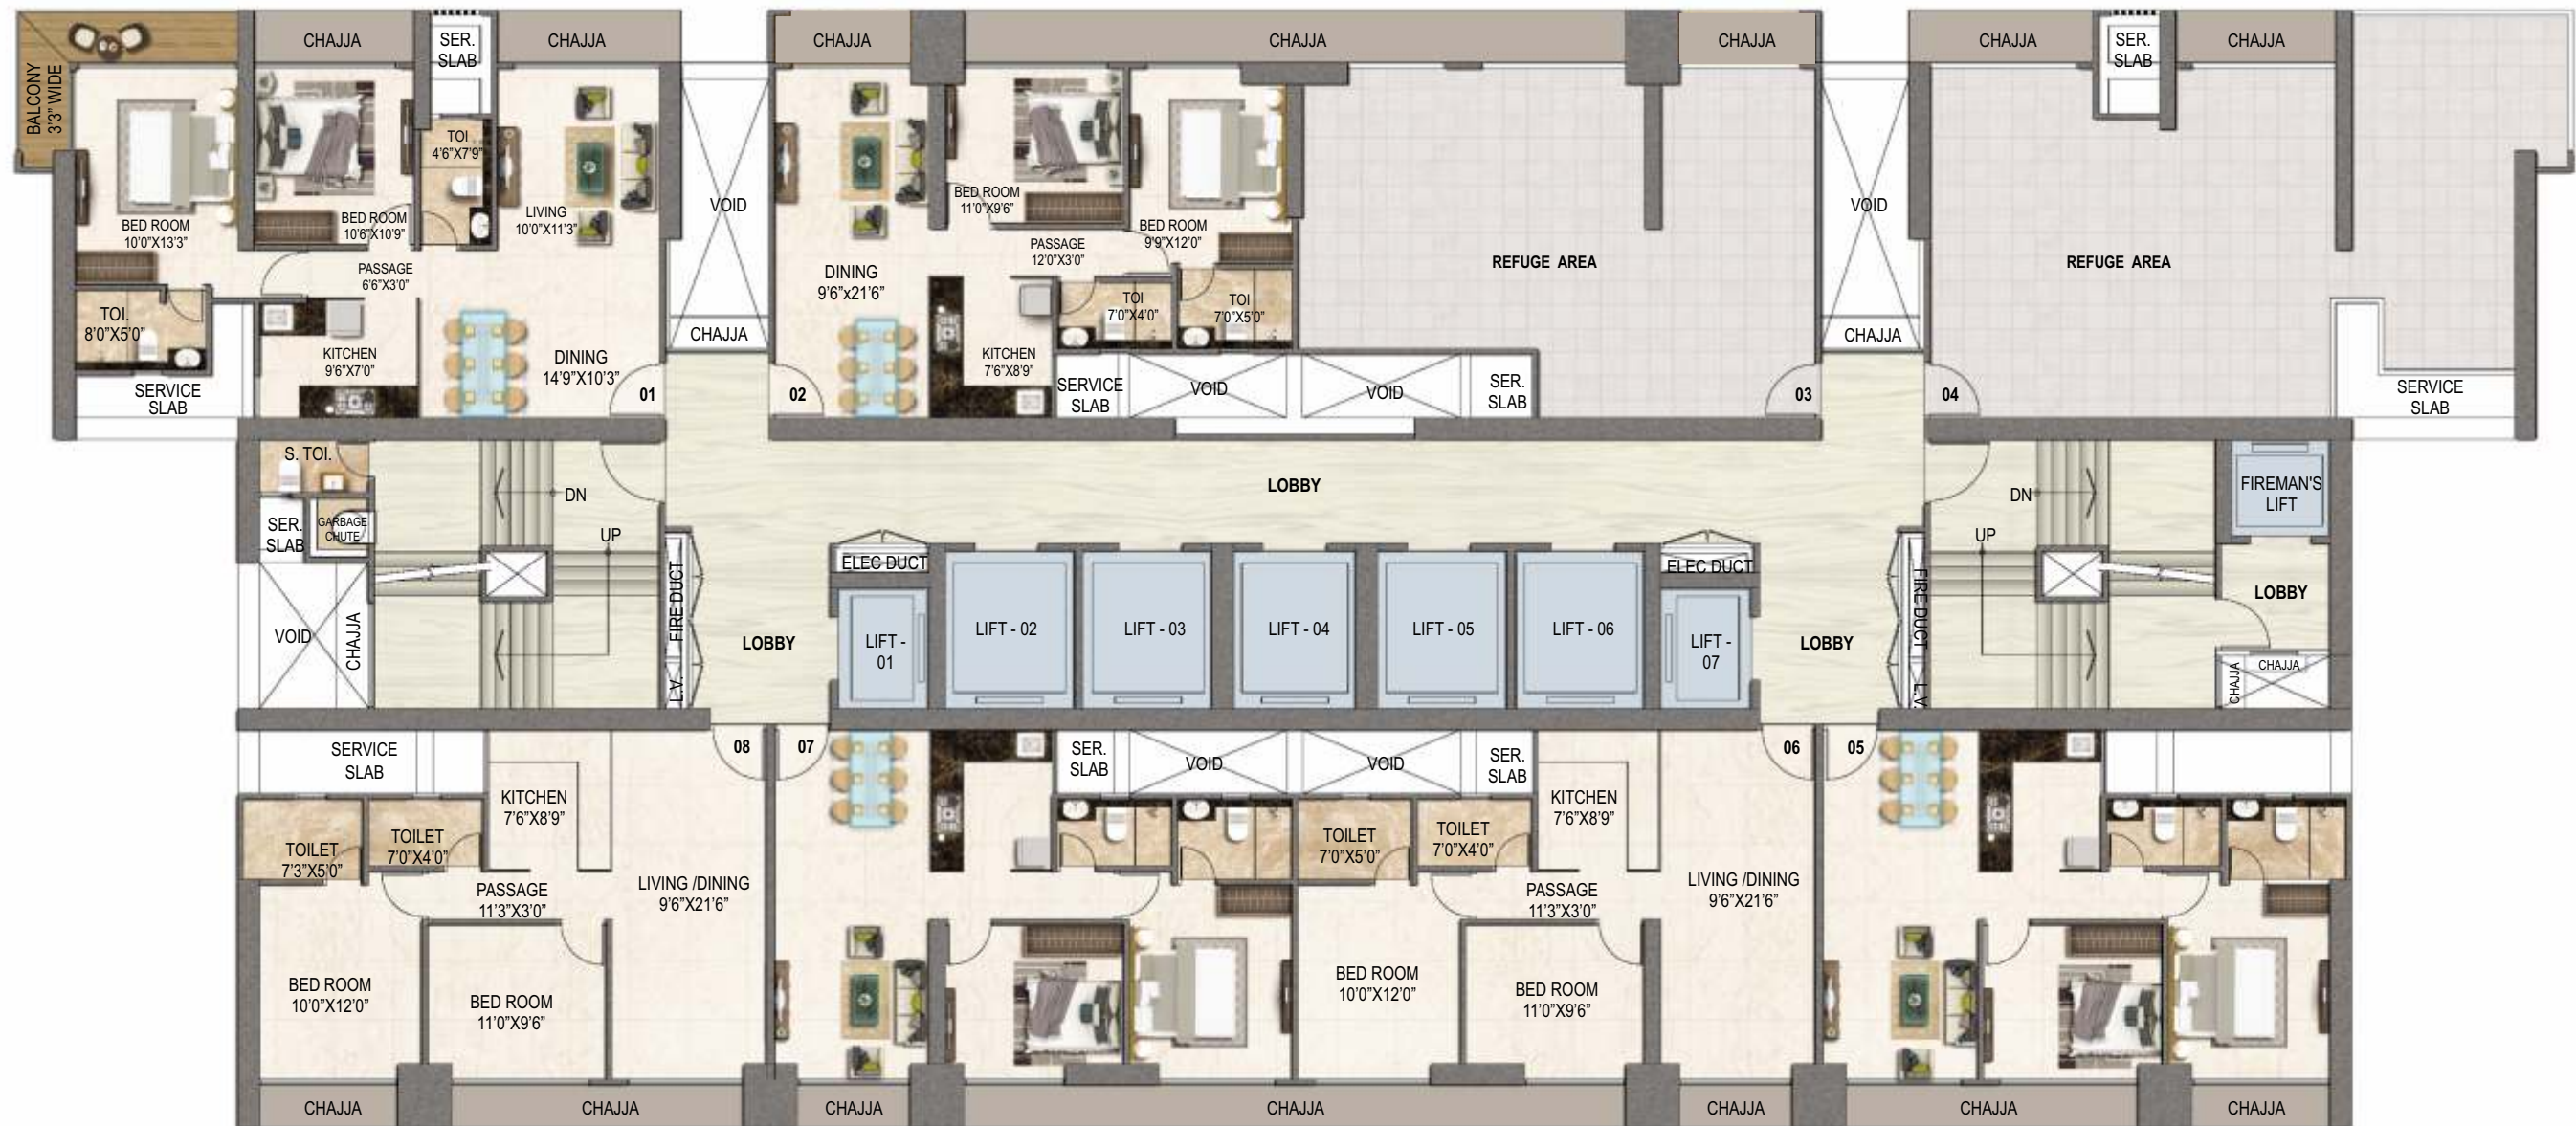 CHAJJA
SER.
SLAB
CHAJJA
CHAJJA
CHAJJA
CHAJJA
CHAJJA
SER.
SLAB
CHAJJA
BALCONY
3'3" WIDE
BED ROOM
10'0"X13'3"
BED ROOM
10'6"X10'9"
TOI
4'6"X7'9"
LIVING
10'0"X11'3"
VOID
CHAJJA
PASSAGE
6'6"X3'0"
TOI.
8'0"X5'0"
KITCHEN
9'6"X7'0"
DINING
14'9"X10'3"
SERVICE
SLAB
01
02
DINING
9'6"x21'6"
BED ROOM
11'0"X9'6"
BED ROOM
9'9"X12'0"
PASSAGE
12'0"X3'0"
TOI
7'0"X4'0"
TOI
7'0"X5'0"
KITCHEN
7'6"X8'9"
SERVICE
SLAB
VOID
VOID
SER.
SLAB
REFUGE AREA
03
VOID
CHAJJA
04
REFUGE AREA
SERVICE
SLAB
S. TOI.
SER.
SLAB
GARBAGE
CHUTE
VOID
CHAJJA
DN
UP
L.V.
FIRE DUCT
LOBBY
LOBBY
ELEC DUCT
LIFT -
01
LIFT - 02
LIFT - 03
LIFT - 04
LIFT - 05
LIFT - 06
ELEC DUCT
LIFT -
07
LOBBY
FIRE DUCT
L.V.
DN
UP
FIREMAN'S
LIFT
LOBBY
CHAJJA
CHAJJA
SERVICE
SLAB
08
07
KITCHEN
7'6"X8'9"
TOILET
7'3"X5'0"
TOILET
7'0"X4'0"
PASSAGE
11'3"X3'0"
LIVING /DINING
9'6"X21'6"
BED ROOM
10'0"X12'0"
BED ROOM
11'0"X9'6"
SER.
SLAB
VOID
VOID
SER.
SLAB
TOILET
7'0"X5'0"
TOILET
7'0"X4'0"
KITCHEN
7'6"X8'9"
06
05
PASSAGE
11'3"X3'0"
LIVING /DINING
9'6"X21'6"
BED ROOM
10'0"X12'0"
BED ROOM
11'0"X9'6"
CHAJJA
CHAJJA
CHAJJA
CHAJJA
CHAJJA
CHAJJA
CHAJJA